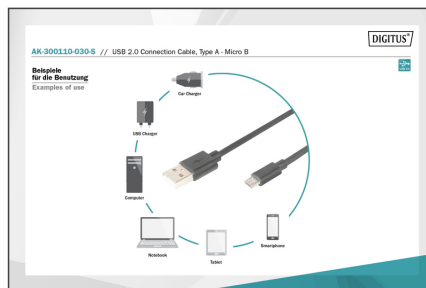 DIGITUS®
AK-300110-030-S // USB 2.0 Connection Cable, Type A - Micro B
Beispiele
für die Benutzung
Examples of use
Car Charger
USB Charger
Computer
Notebook
Tablet
Smartphone